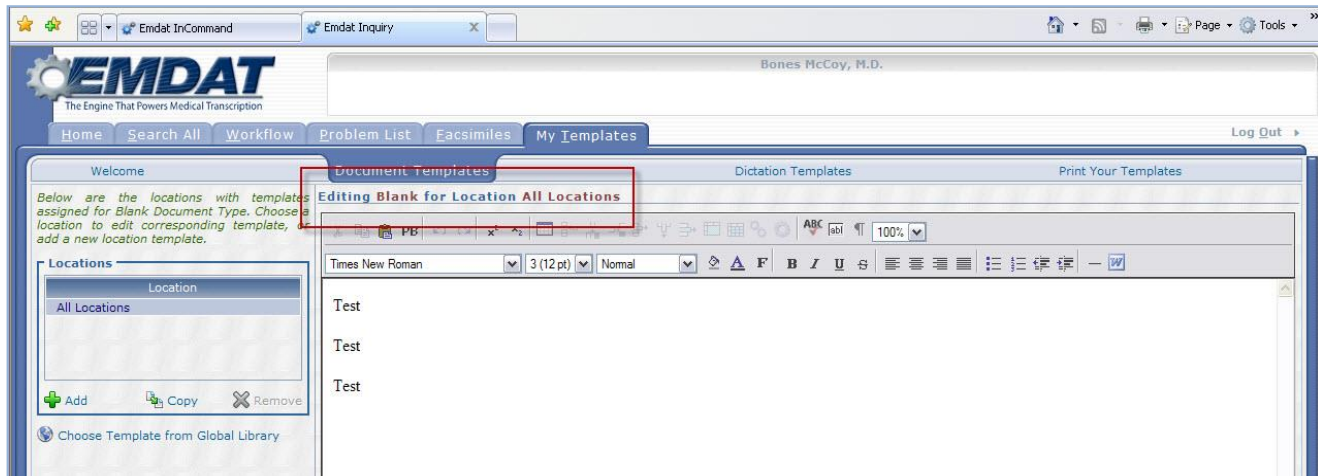 Emdat InCommand
Emdat Inquiry
X
Page
Tools
»
EMDAT
The Engine That Powers Medical Transcription
Bones McCoy, M.D.
Home
Search All
Workflow
Problem List
Facsimiles
My Templates
Log Out
Welcome
Document Templates
Dictation Templates
Print Your Templates
Below are the locations with templates
assigned for Blank Document Type. Choose a
location to edit corresponding template, or
add a new location template.
Locations
Location
All Locations
Add
Copy
Remove
Choose Template from Global Library
Editing Blank for Location All Locations
PB
x²
x₂
ABC
abl
¶
100%
Times New Roman
3 (12 pt)
Normal
A
F
B
I
U
S
W
Test
Test
Test